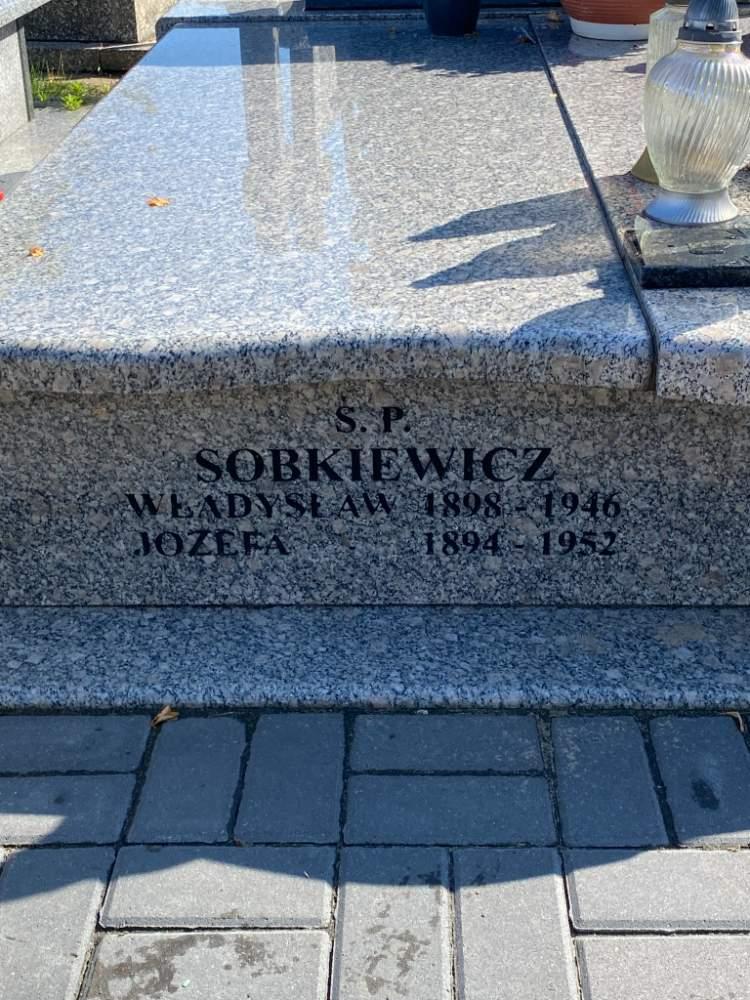 Ś. P.
SOBKIEWICZ
WŁADYSŁAW 1898 - 1946
JÓZEFA 1894 - 1952